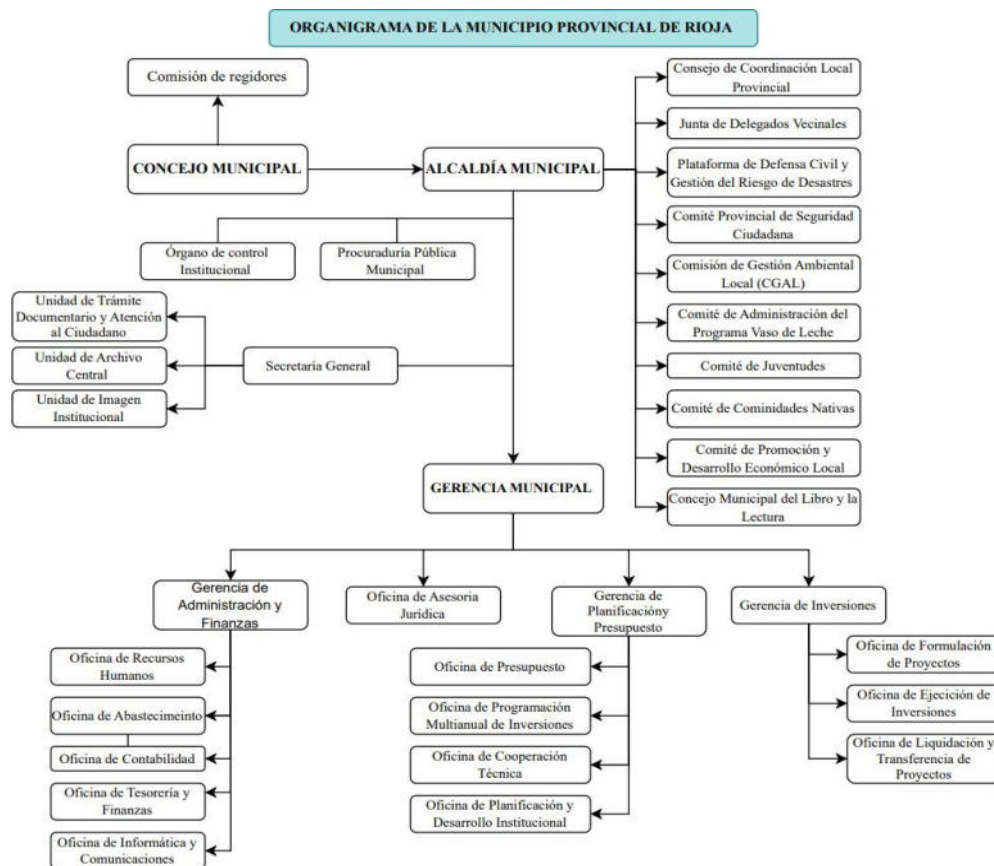 ORGANIGRAMA DE LA MUNICIPIO PROVINCIAL DE RIOJA
Comisión de regidores
CONCEJO MUNICIPAL
ALCALDÍA MUNICIPAL
Consejo de Coordinación Local
Provincial
Junta de Delegados Vecinales
Plataforma de Defensa Civil y
Gestión del Riesgo de Desastres
Comité Provincial de Seguridad
Ciudadana
Comisión de Gestión Ambiental
Local (CGAL)
Comité de Administración del
Programa Vaso de Leche
Comité de Juventudes
Comité de Cominidades Nativas
Comité de Promoción y
Desarrollo Económico Local
Concejo Municipal del Libro y la
Lectura
Órgano de control
Institucional
Procuraduría Pública
Municipal
Unidad de Trámite
Documentario y Atención
al Ciudadano
Unidad de Archivo
Central
Unidad de Imagen
Institucional
Secretaría General
GERENCIA MUNICIPAL
Gerencia de
Administración y
Finanzas
Oficina de Asesoria
Jurídica
Gerencia de
Planificacióny
Presupuesto
Gerencia de Inversiones
Oficina de Recursos
Humanos
Oficina de Abastecimeinto
Oficina de Contabilidad
Oficina de Tesorería y
Finanzas
Oficina de Informática y
Comunicaciones
Oficina de Presupuesto
Oficina de Programación
Multianual de Inversiones
Oficina de Cooperación
Técnica
Oficina de Planificación y
Desarrollo Institucional
Oficina de Formulación
de Proyectos
Oficina de Ejecición de
Inversiones
Oficina de Liquidación y
Transferencia de
Proyectos